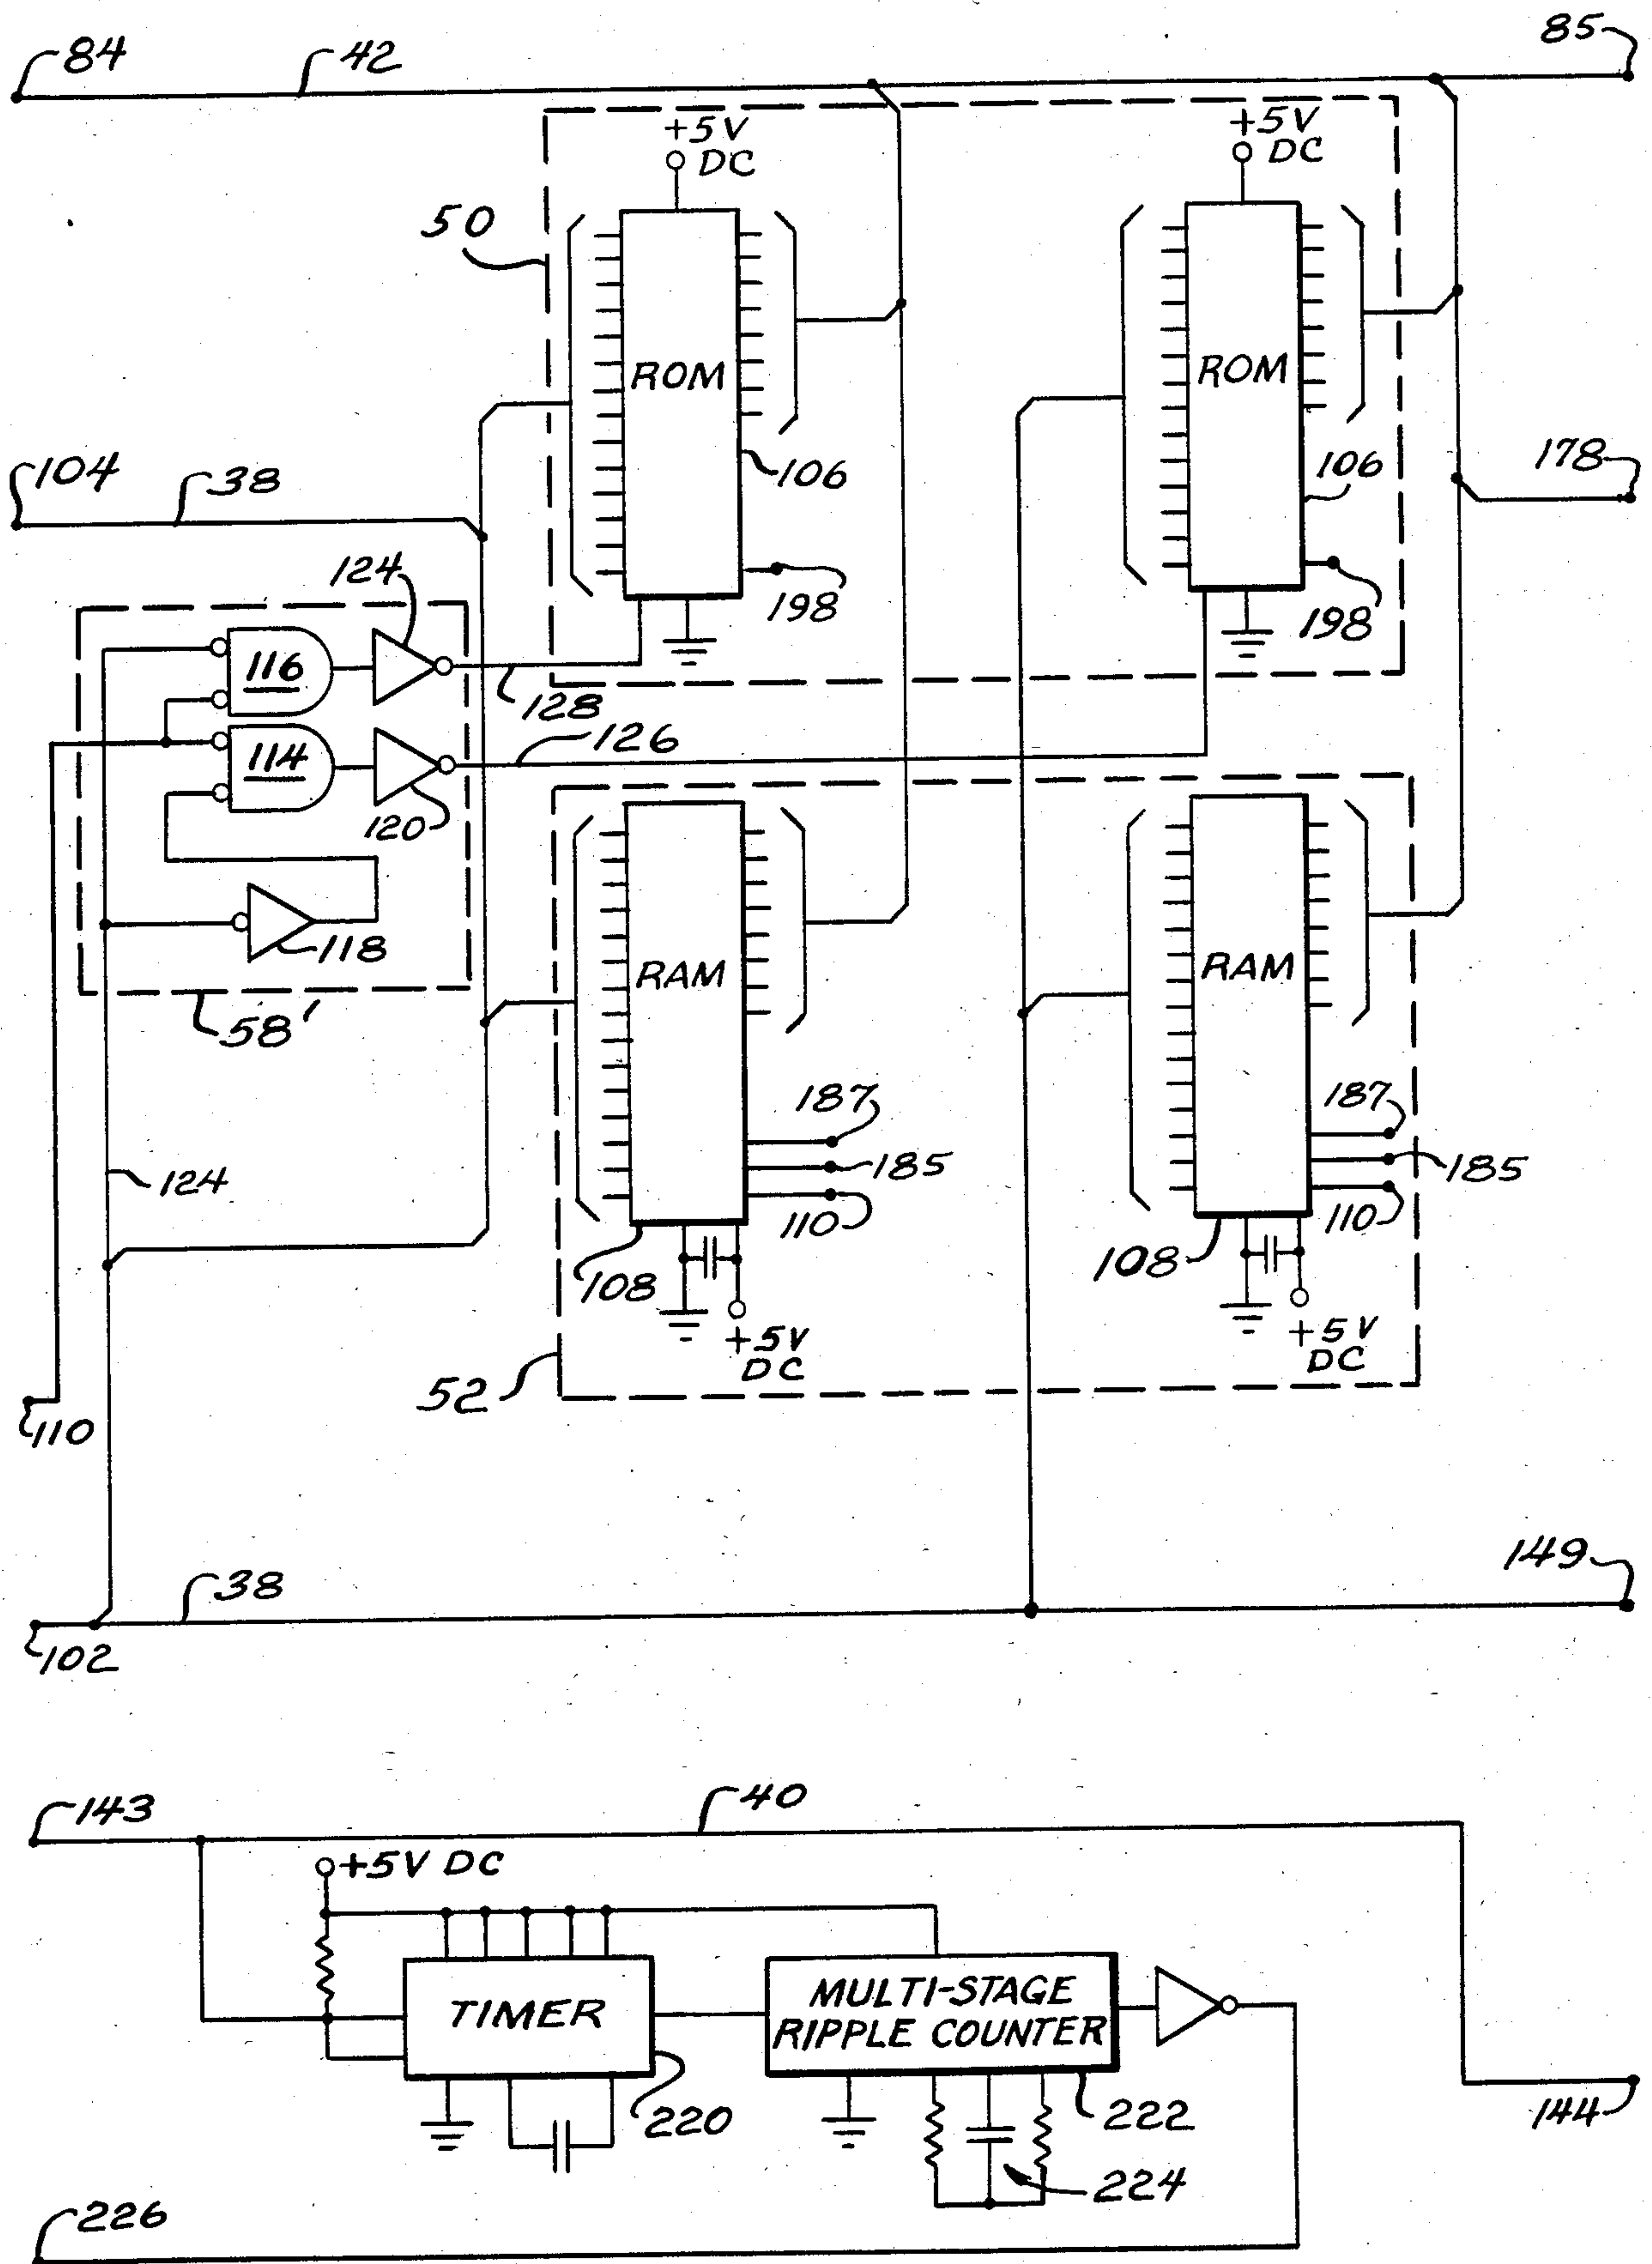 84
42
85
+5V
DC
+5V
DC
50
ROM
ROM
104
38
106
106
178
124
198
198
116
128
114
126
120
118
RAM
RAM
58'
187
187
124
185
185
110
110
108
108
+5V
DC
+5V
DC
52
110
38
149
102
143
40
+5V DC
TIMER
MULTI-STAGE
RIPPLE COUNTER
220
222
144
224
226